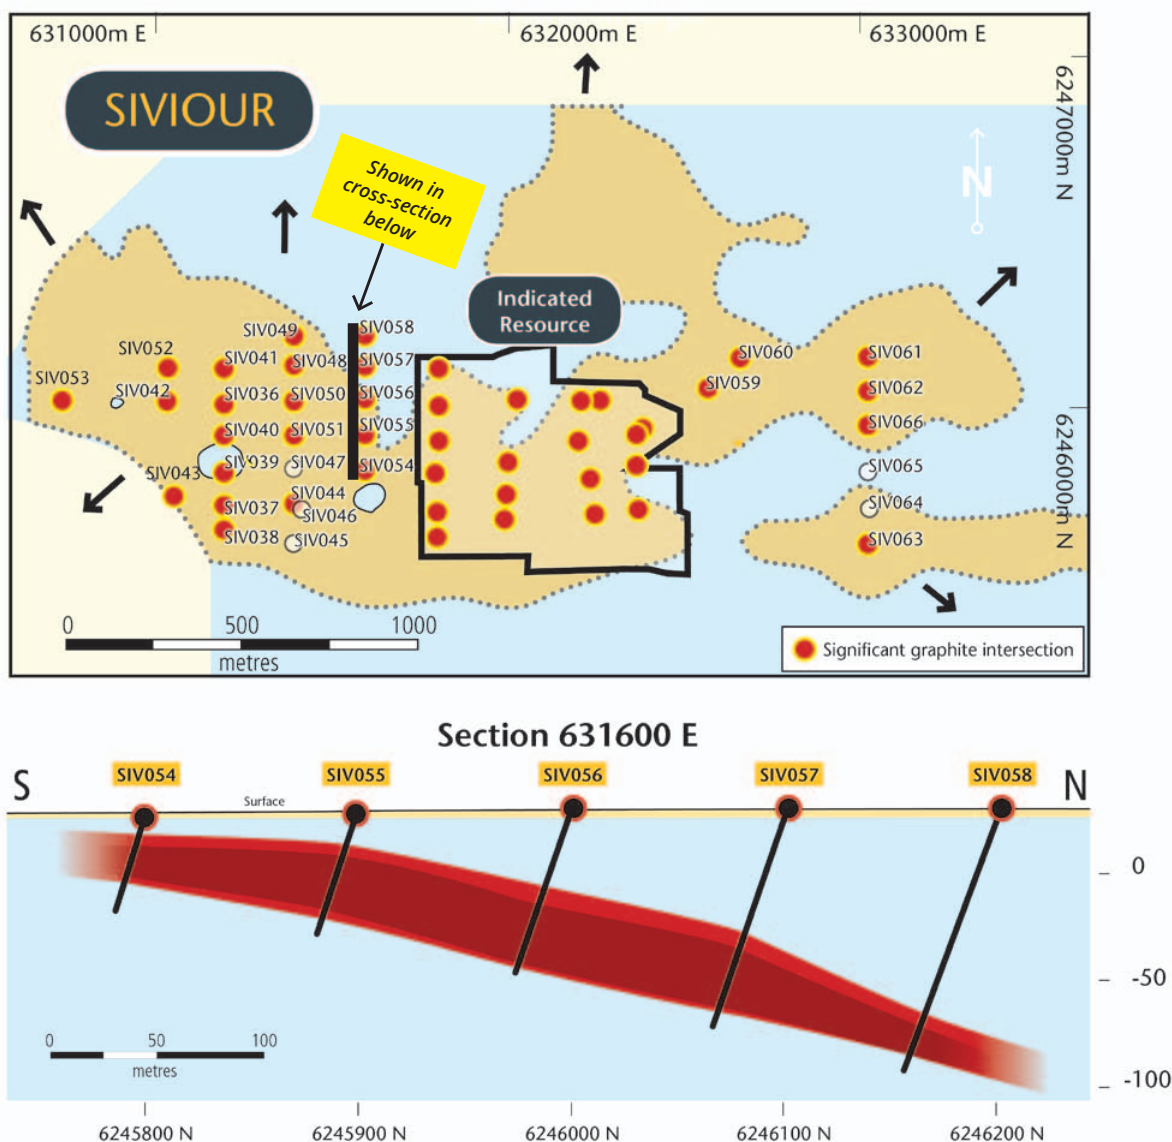 631000m E
632000m E
633000m E
SIVIOUR
6247000m N
Shown in
cross-section
below
N
Indicated
Resource
SIV049
SIV058
SIV052
SIV041
SIV048
SIV057
SIV060
SIV061
SIV053
SIV042
SIV036
SIV050
SIV056
SIV059
SIV062
SIV040
SIV051
SIV055
SIV066
SIV043
SIV039
SIV047
SIV054
SIV065
SIV037
SIV044
SIV046
SIV064
SIV038
SIV045
SIV063
6246000m N
0
500
1000
metres
Significant graphite intersection
Section 631600 E
S
SIV054
SIV055
SIV056
SIV057
SIV058
N
Surface
0
-50
-100
0
50
100
metres
6245800 N
6245900 N
6246000 N
6246100 N
6246200 N